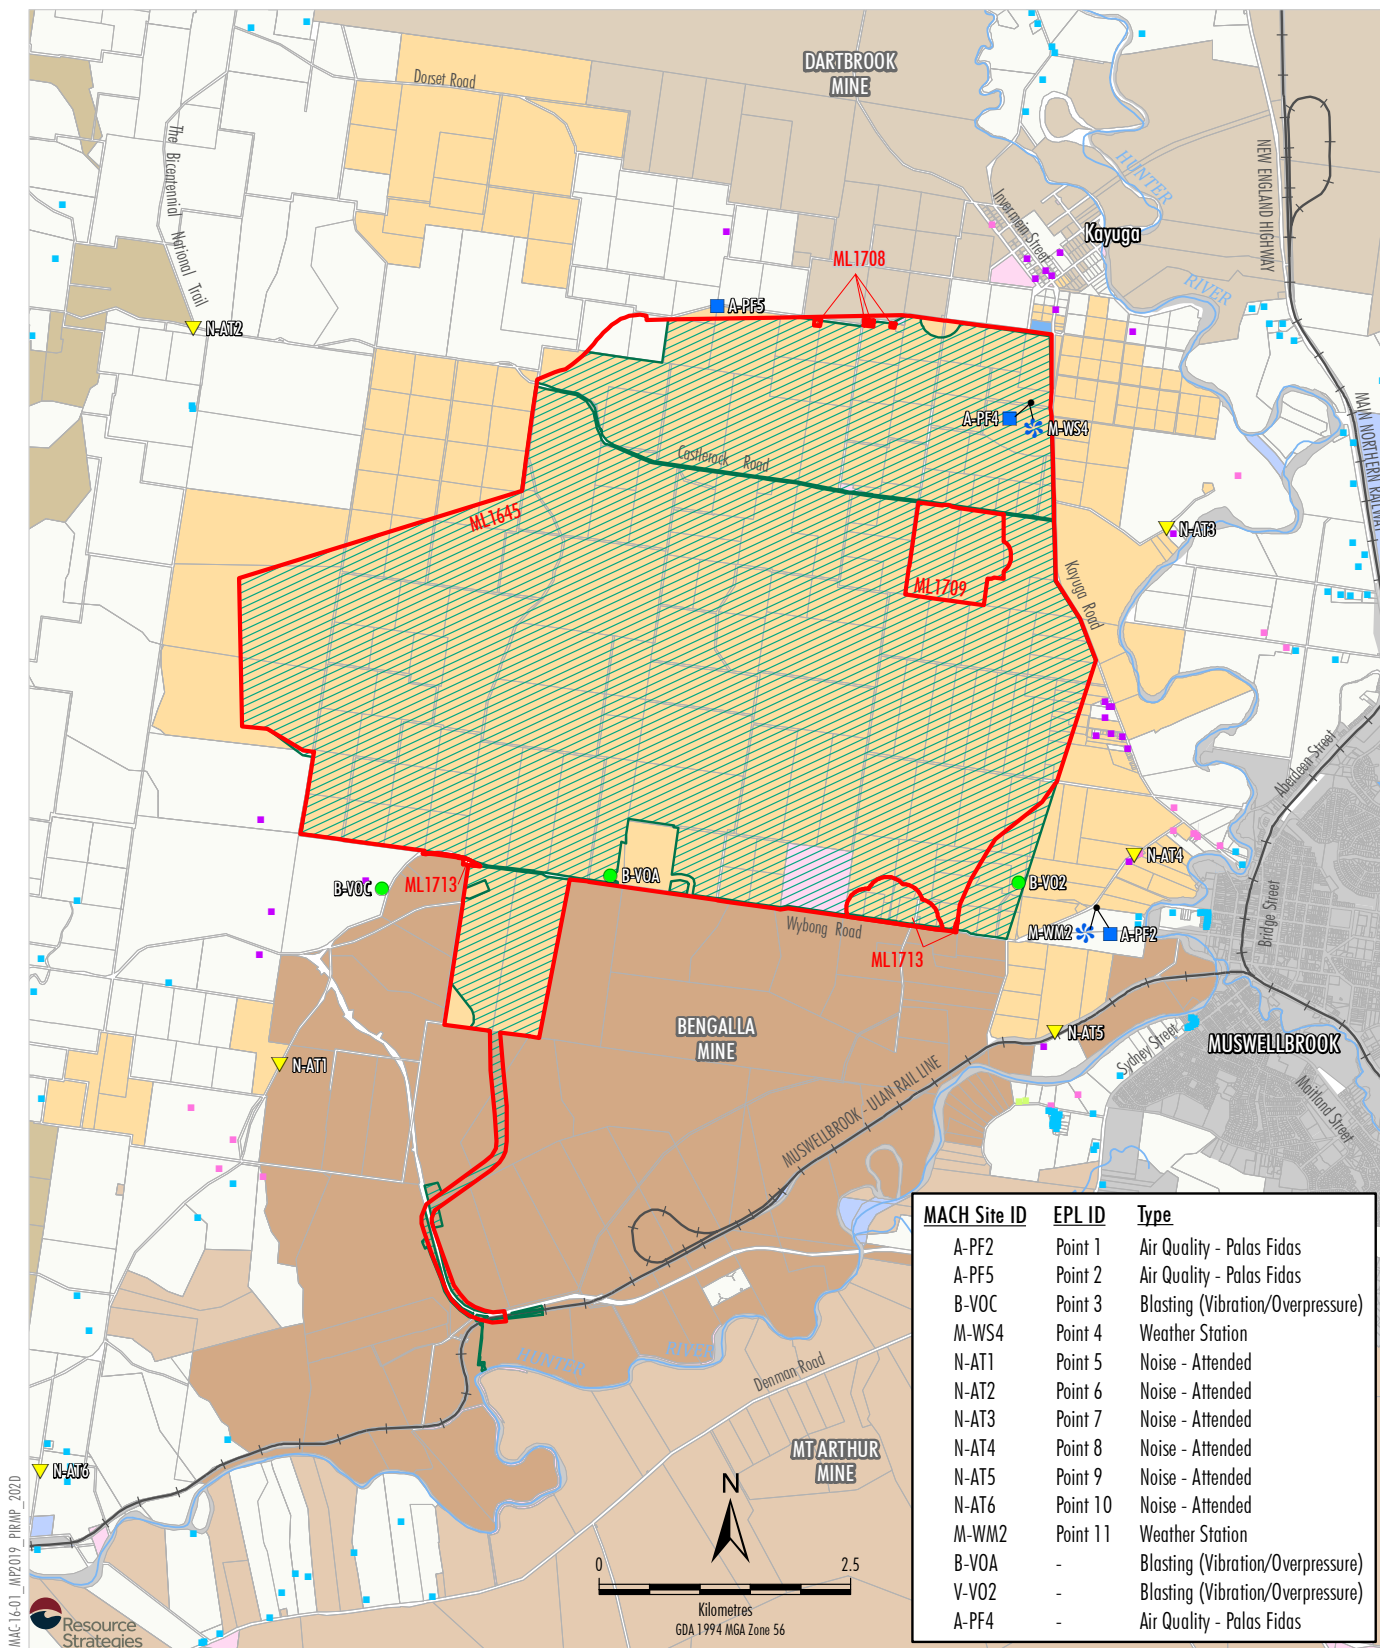 DARTBROOK
MINE
Dorset Road
The Bicentennial National Trail
HUNTER
RIVER
NEW ENGLAND HIGHWAY
Invermein Street
Kayuga
ML1708
A-PF5
N-AT2
A-PF4
M-WS4
MAIN NORTHERN RAILWAY
Castlerock Road
ML1645
N-AT3
ML1709
Kayuga Road
Aberdeen Street
N-AT4
B-VOC
ML1713
B-VOA
B-VO2
Bridge Street
Wybong Road
M-WM2
A-PF2
ML1713
BENGALLA
MINE
N-AT5
Sydney Street
MUSWELLBROOK
N-AT1
MUSWELLBROOK - ULAN RAIL LINE
Maitland Street
HUNTER
RIVER
Denman Road
MT ARTHUR
MINE
N-AT6
MACH Site ID EPL ID Type
A-PF2 Point 1 Air Quality - Palas Fidas
A-PF5 Point 2 Air Quality - Palas Fidas
B-VOC Point 3 Blasting (Vibration/Overpressure)
M-WS4 Point 4 Weather Station
N-AT1 Point 5 Noise - Attended
N-AT2 Point 6 Noise - Attended
N-AT3 Point 7 Noise - Attended
N-AT4 Point 8 Noise - Attended
N-AT5 Point 9 Noise - Attended
N-AT6 Point 10 Noise - Attended
M-WM2 Point 11 Weather Station
B-VOA - Blasting (Vibration/Overpressure)
V-VO2 - Blasting (Vibration/Overpressure)
A-PF4 - Air Quality - Palas Fidas
N
0 2.5
Kilometres
GDA 1994 MGA Zone 56
MAC-16-01_MP2019_PIRMP_202D
Resource
Strategies